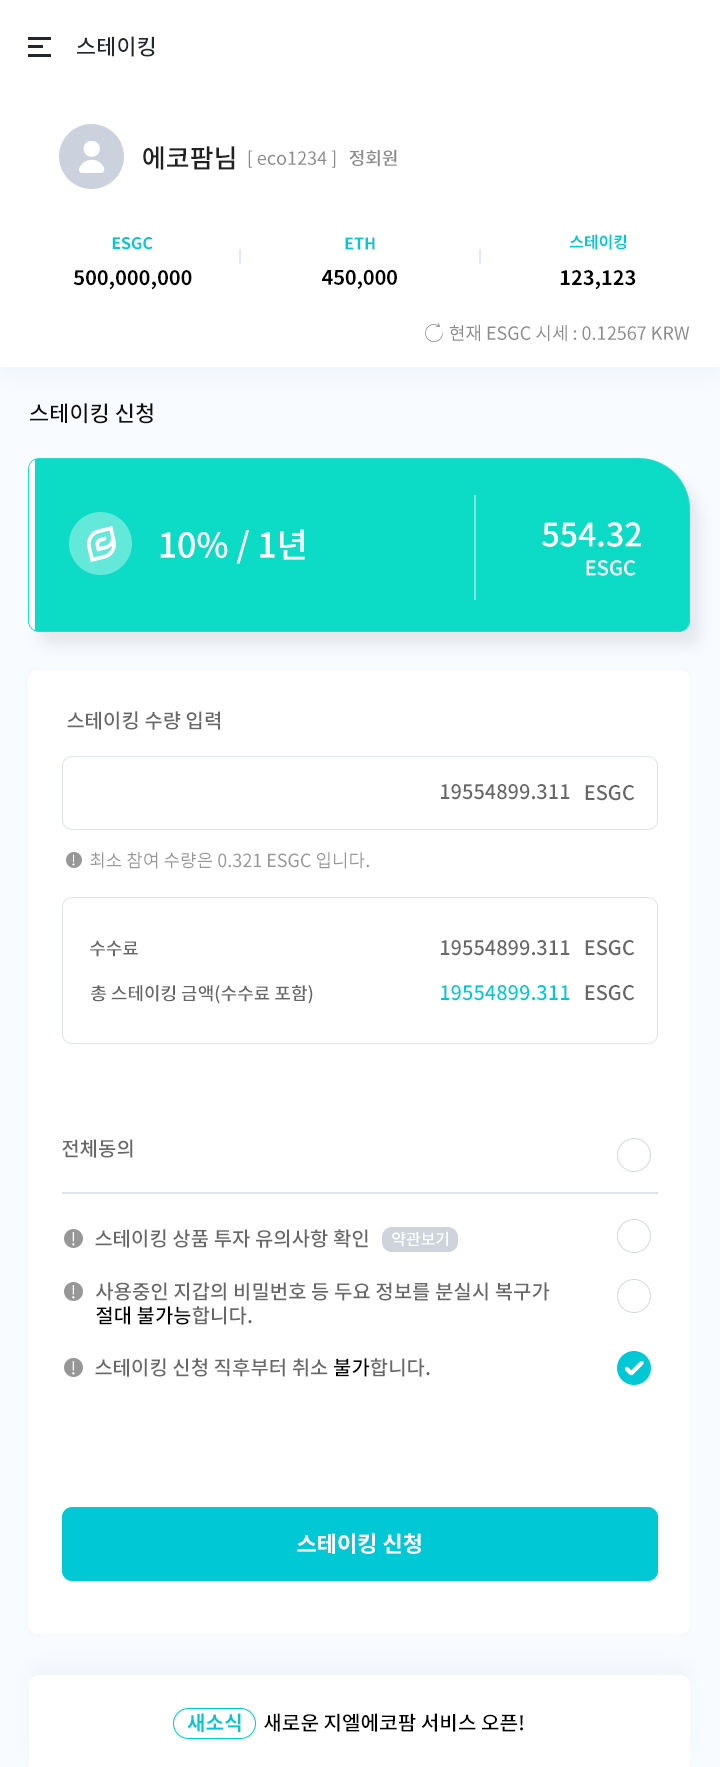 스테이킹
에코팜님 [ eco1234 ] 정회원
ESGC ETH 스테이킹
500,000,000 450,000 123,123
현재 ESGC 시세 : 0.12567 KRW
스테이킹 신청
10% / 1년 554.32
ESGC
스테이킹 수량 입력
19554899.311 ESGC
최소 참여 수량은 0.321 ESGC 입니다.
수수료 19554899.311 ESGC
총 스테이킹 금액(수수료 포함) 19554899.311 ESGC
전체동의
스테이킹 상품 투자 유의사항 확인 약관보기
사용중인 지갑의 비밀번호 등 두요 정보를 분실시 복구가
절대 불가능합니다.
스테이킹 신청 직후부터 취소 불가합니다.
스테이킹 신청
새소식 새로운 지엘에코팜 서비스 오픈!